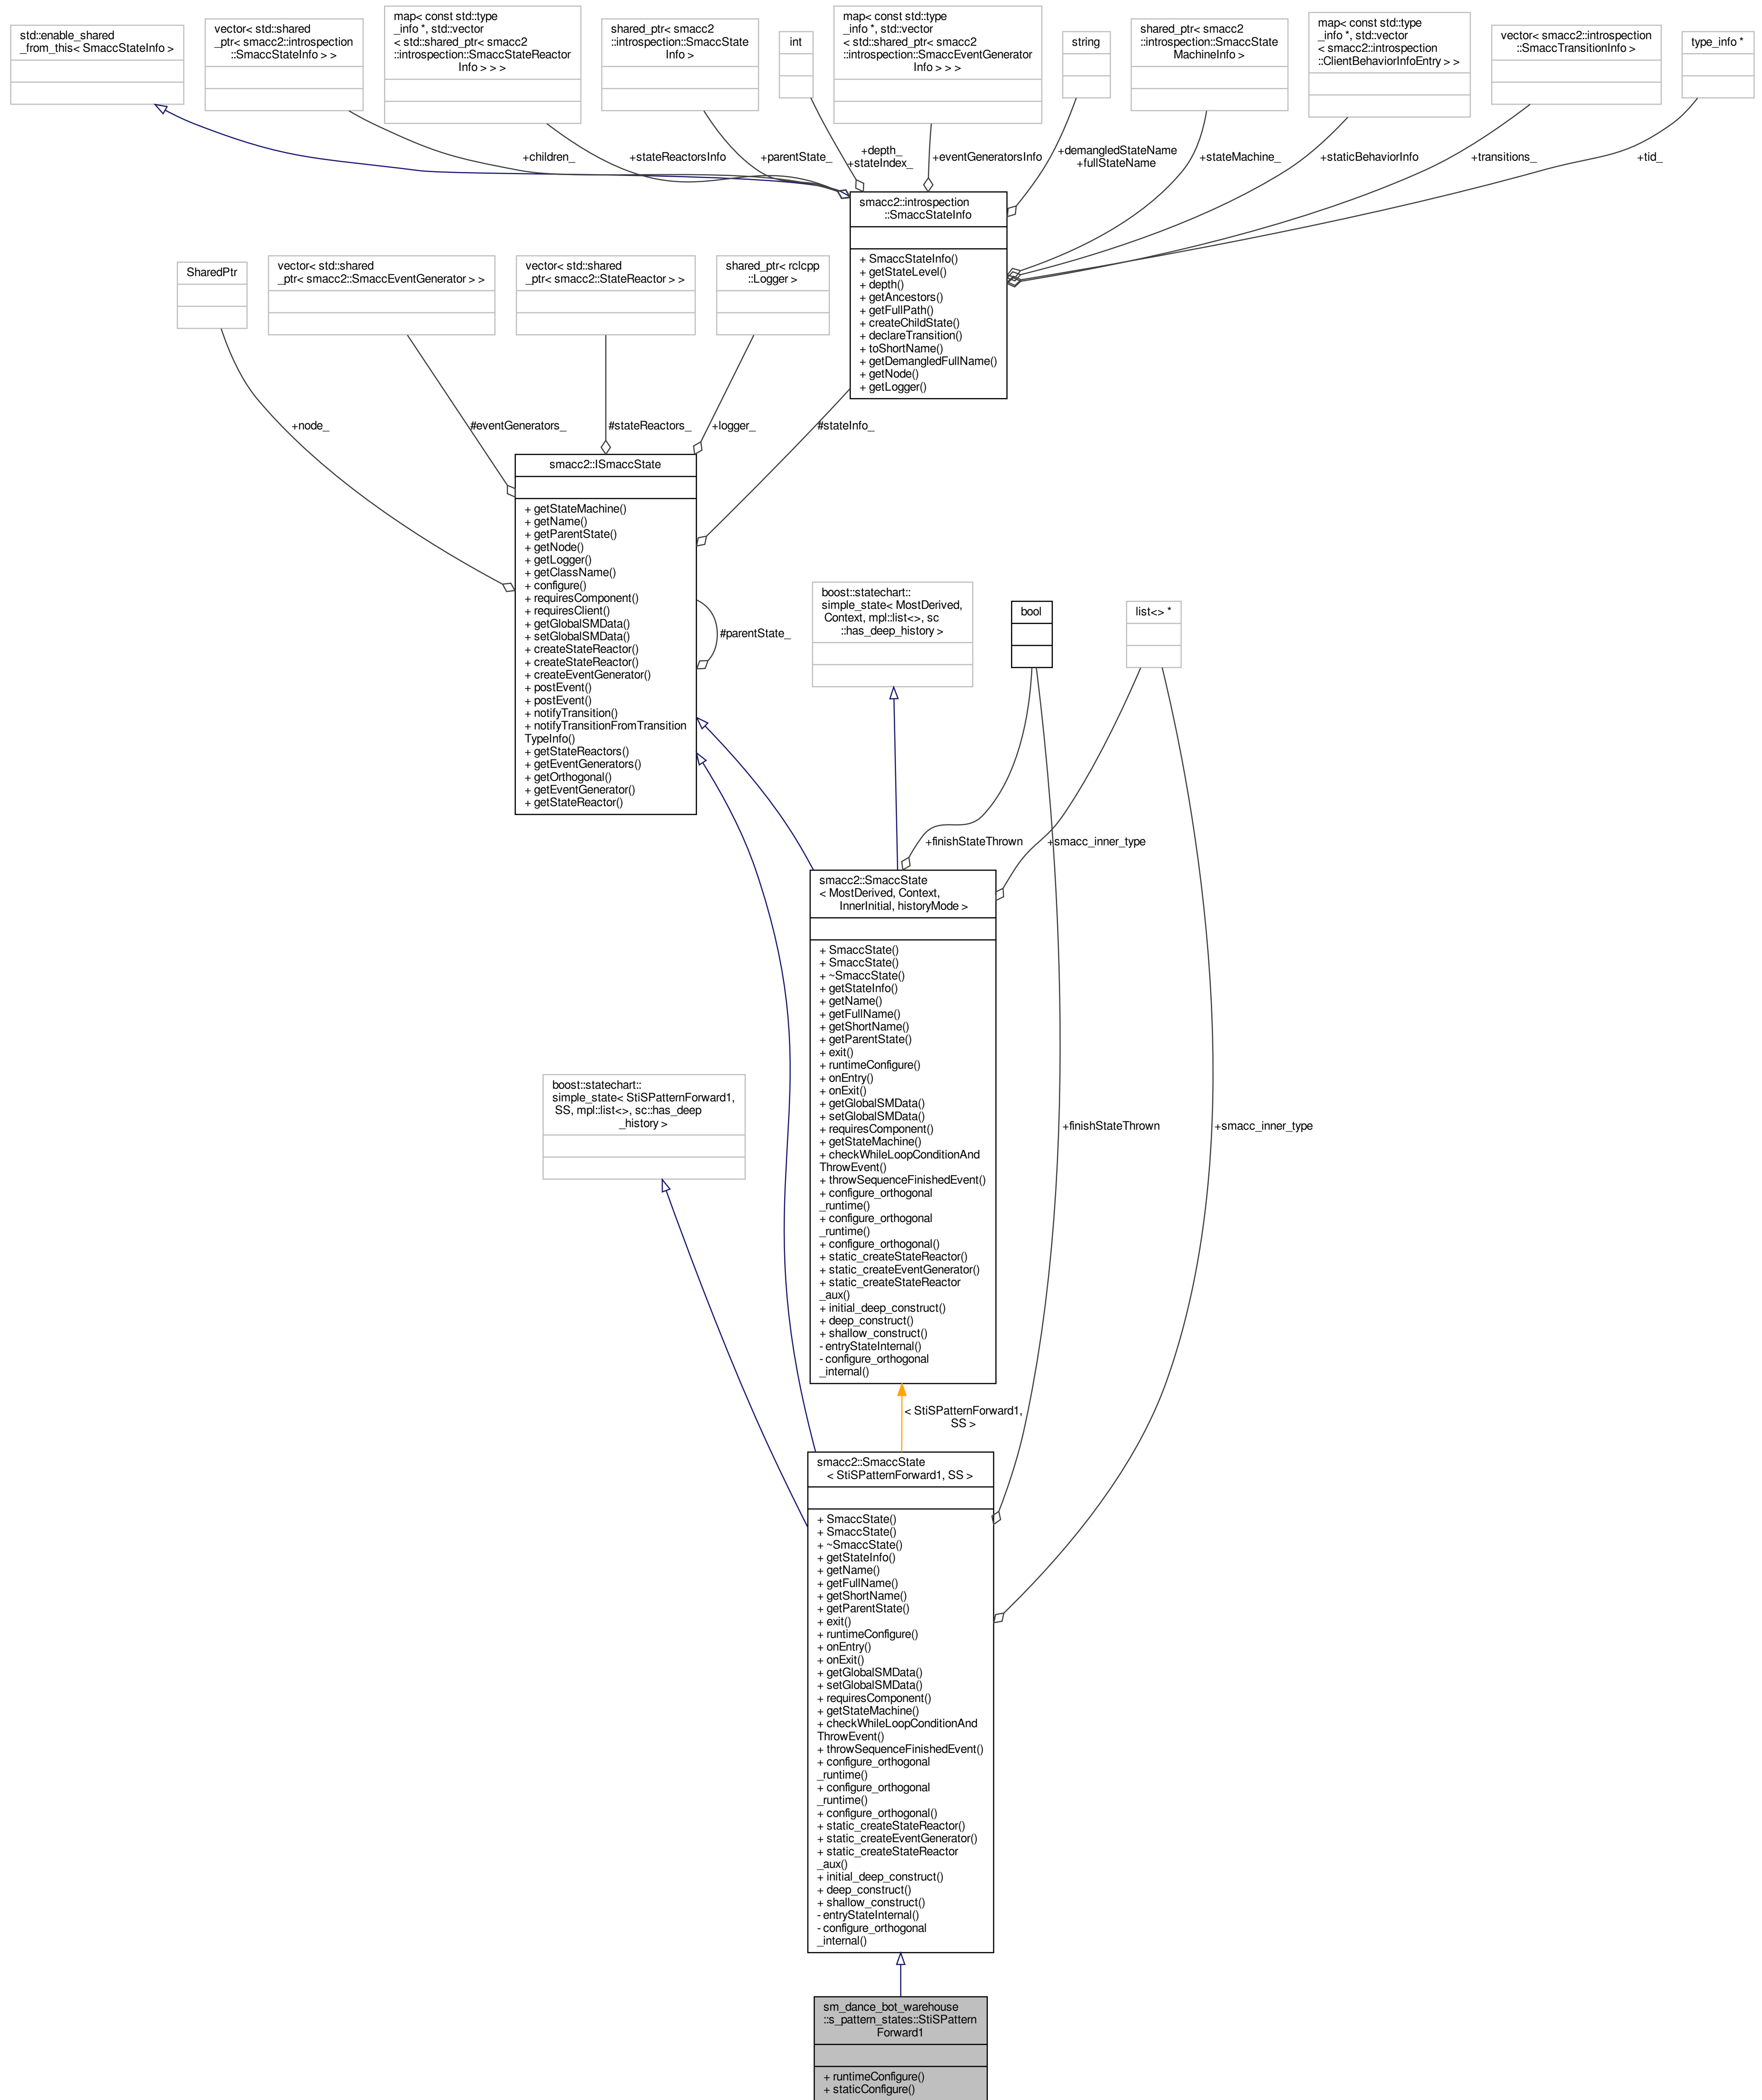 std::enable_shared
_from_this< SmaccStateInfo >
vector< std::shared
_ptr< smacc2::introspection
::SmaccStateInfo > >
map< const std::type
_info *, std::vector
< std::shared_ptr< smacc2
::introspection::SmaccStateReactor
Info > > >
shared_ptr< smacc2
::introspection::SmaccState
Info >
int
map< const std::type
_info *, std::vector
< std::shared_ptr< smacc2
::introspection::SmaccEventGenerator
Info > > >
string
shared_ptr< smacc2
::introspection::SmaccState
MachineInfo >
map< const std::type
_info *, std::vector
< smacc2::introspection
::ClientBehaviorInfoEntry > >
vector< smacc2::introspection
::SmaccTransitionInfo >
type_info *
+children_
+stateReactorsInfo
+parentState_
+depth_
+stateIndex_
+eventGeneratorsInfo
+demangledStateName
+fullStateName
+stateMachine_
+staticBehaviorInfo
+transitions_
+tid_
smacc2::introspection
::SmaccStateInfo
+ SmaccStateInfo()
+ getStateLevel()
+ depth()
+ getAncestors()
+ getFullPath()
+ createChildState()
+ declareTransition()
+ toShortName()
+ getDemangledFullName()
+ getNode()
+ getLogger()
SharedPtr
vector< std::shared
_ptr< smacc2::SmaccEventGenerator > >
vector< std::shared
_ptr< smacc2::StateReactor > >
shared_ptr< rclcpp
::Logger >
+node_
#eventGenerators_
#stateReactors_
+logger_
#stateInfo_
smacc2::ISmaccState
+ getStateMachine()
+ getName()
+ getParentState()
+ getNode()
+ getLogger()
+ getClassName()
+ configure()
+ requiresComponent()
+ requiresClient()
+ getGlobalSMData()
+ setGlobalSMData()
+ createStateReactor()
+ createStateReactor()
+ createEventGenerator()
+ postEvent()
+ postEvent()
+ notifyTransition()
+ notifyTransitionFromTransition
TypeInfo()
+ getStateReactors()
+ getEventGenerators()
+ getOrthogonal()
+ getEventGenerator()
+ getStateReactor()
#parentState_
boost::statechart::
simple_state< MostDerived,
Context, mpl::list<>, sc
::has_deep_history >
bool
list<> *
+finishStateThrown
+smacc_inner_type
smacc2::SmaccState
< MostDerived, Context,
InnerInitial, historyMode >
+ SmaccState()
+ SmaccState()
+ ~SmaccState()
+ getStateInfo()
+ getName()
+ getFullName()
+ getShortName()
+ getParentState()
+ exit()
+ runtimeConfigure()
+ onEntry()
+ onExit()
+ getGlobalSMData()
+ setGlobalSMData()
+ requiresComponent()
+ getStateMachine()
+ checkWhileLoopConditionAnd
ThrowEvent()
+ throwSequenceFinishedEvent()
+ configure_orthogonal
_runtime()
+ configure_orthogonal
_runtime()
+ configure_orthogonal()
+ static_createStateReactor()
+ static_createEventGenerator()
+ static_createStateReactor
_aux()
+ initial_deep_construct()
+ deep_construct()
+ shallow_construct()
- entryStateInternal()
- configure_orthogonal
_internal()
boost::statechart::
simple_state< StiSPatternForward1,
SS, mpl::list<>, sc::has_deep
_history >
+finishStateThrown
+smacc_inner_type
< StiSPatternForward1,
SS >
smacc2::SmaccState
< StiSPatternForward1, SS >
+ SmaccState()
+ SmaccState()
+ ~SmaccState()
+ getStateInfo()
+ getName()
+ getFullName()
+ getShortName()
+ getParentState()
+ exit()
+ runtimeConfigure()
+ onEntry()
+ onExit()
+ getGlobalSMData()
+ setGlobalSMData()
+ requiresComponent()
+ getStateMachine()
+ checkWhileLoopConditionAnd
ThrowEvent()
+ throwSequenceFinishedEvent()
+ configure_orthogonal
_runtime()
+ configure_orthogonal
_runtime()
+ configure_orthogonal()
+ static_createStateReactor()
+ static_createEventGenerator()
+ static_createStateReactor
_aux()
+ initial_deep_construct()
+ deep_construct()
+ shallow_construct()
- entryStateInternal()
- configure_orthogonal
_internal()
sm_dance_bot_warehouse
::s_pattern_states::StiSPattern
Forward1
+ runtimeConfigure()
+ staticConfigure()